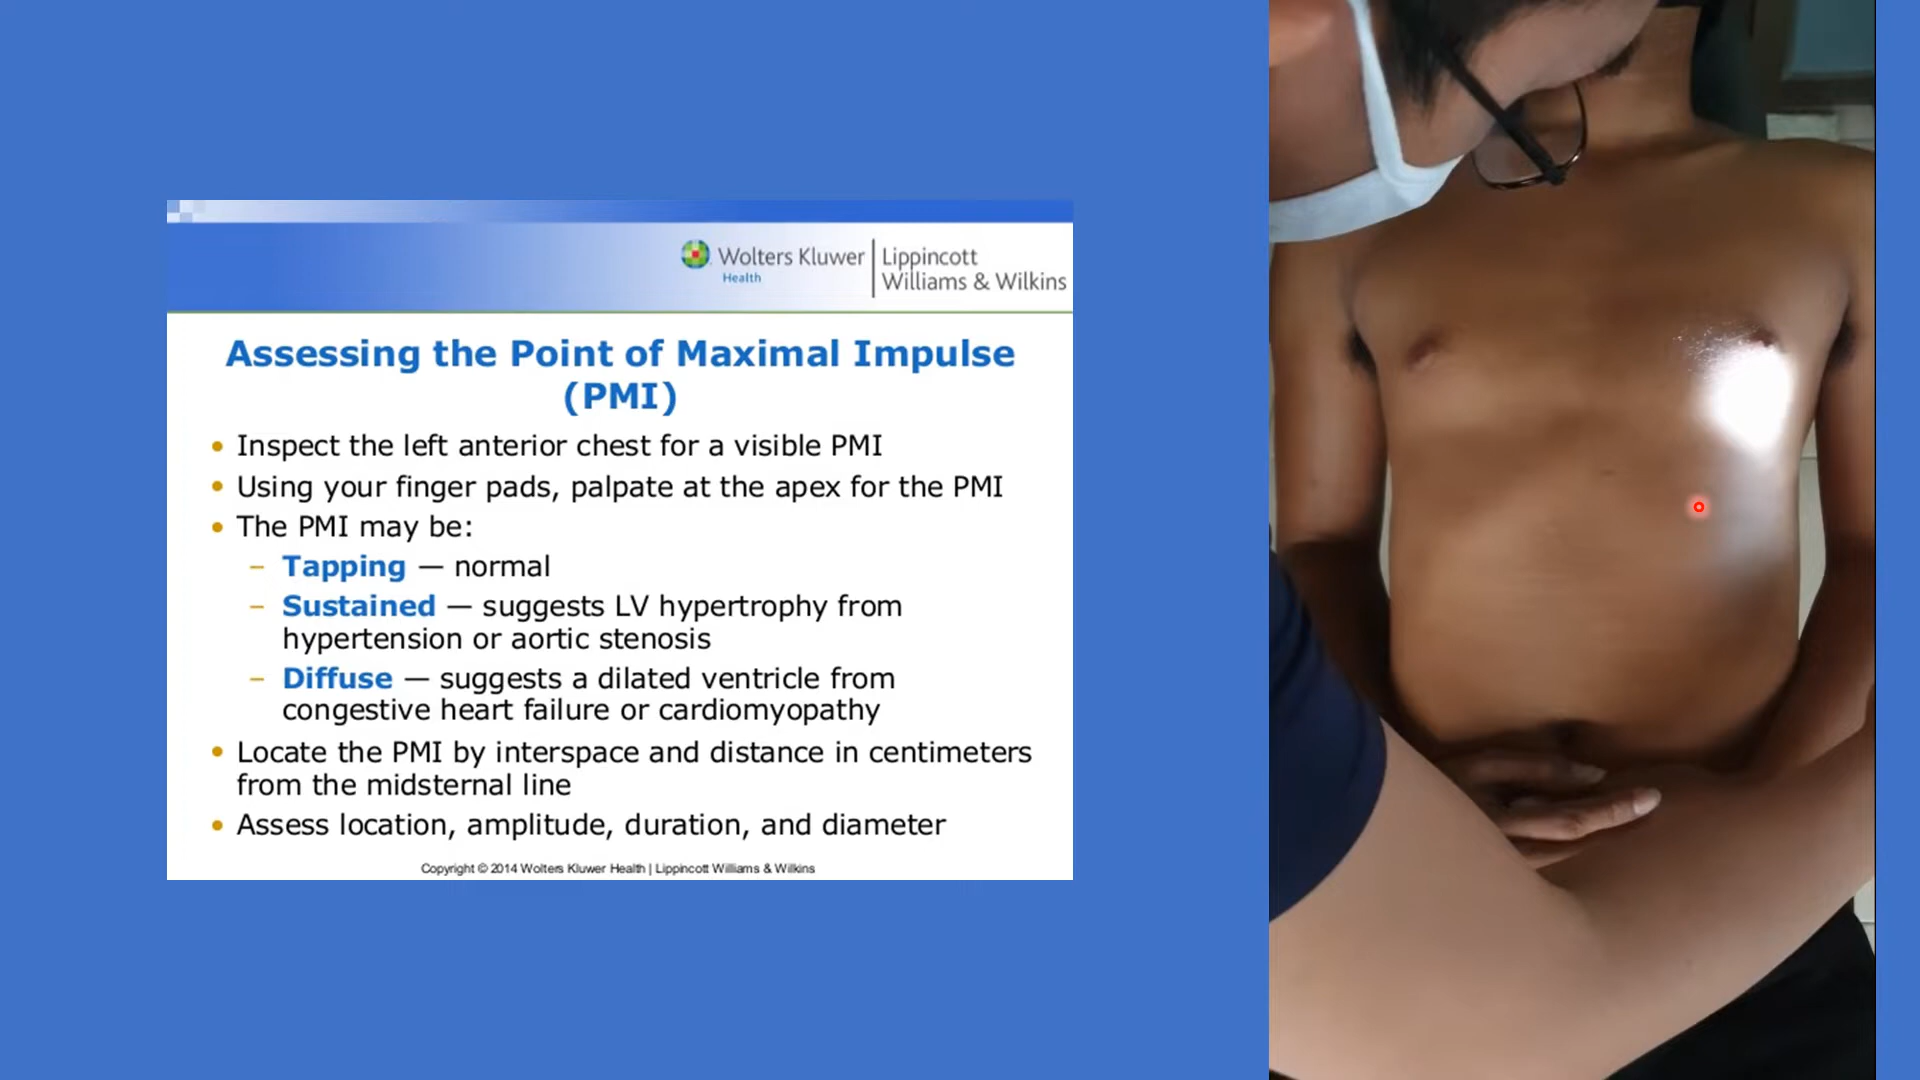 Wolters Kluwer
Health
Lippincott
Williams & Wilkins
Assessing the Point of Maximal Impulse
(PMI)
• Inspect the left anterior chest for a visible PMI
• Using your finger pads, palpate at the apex for the PMI
• The PMI may be:
– Tapping — normal
– Sustained — suggests LV hypertrophy from
hypertension or aortic stenosis
– Diffuse — suggests a dilated ventricle from
congestive heart failure or cardiomyopathy
• Locate the PMI by interspace and distance in centimeters
from the midsternal line
• Assess location, amplitude, duration, and diameter
Copyright © 2014 Wolters Kluwer Health | Lippincott Williams & Wilkins